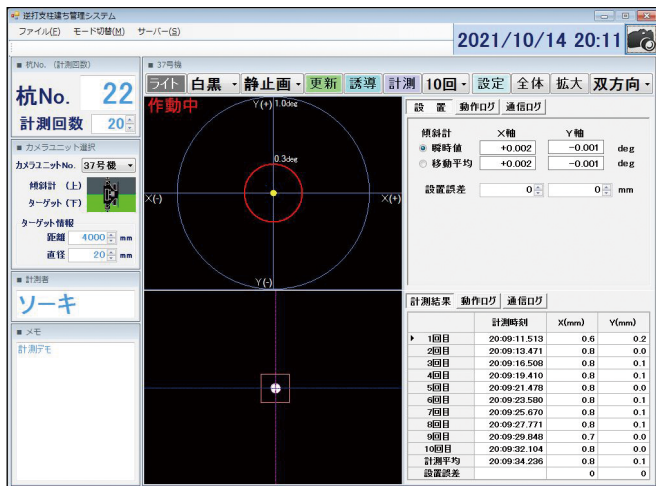 逆打支柱建ち管理システム
ファイル(F) モード切替(M) サーバー(S)
2021/10/14 20:11
■ 杭No. (計測回数)
杭No. 22
計測回数 20
■ カメラユニット選択
カメラユニットNo. 37号機
傾斜計 (上)
ターゲット (下)
ターゲット情報
距離 4000 mm
直径 20 mm
■ 計測者
ソーキ
■ メモ
計測デモ
■ 37号機
ライト 白黒 静止画 更新 誘導 計測 10回 設定 全体 拡大 双方向
作動中
Y(+) 1.0deg
0.3deg
X(-) X(+)
Y(-)
設 置 動作ログ 通信ログ
傾斜計 X軸 Y軸
瞬時値 +0.002 -0.001 deg
移動平均 +0.002 -0.001 deg
設置誤差 0 0 mm
計測結果 動作ログ 通信ログ
計測時刻 X(mm) Y(mm)
1回目 20:09:11.513 0.6 0.2
2回目 20:09:13.471 0.8 0.0
3回目 20:09:16.508 0.8 0.1
4回目 20:09:19.410 0.8 0.1
5回目 20:09:21.478 0.8 0.0
6回目 20:09:23.580 0.8 0.1
7回目 20:09:25.670 0.8 0.1
8回目 20:09:27.771 0.8 0.1
9回目 20:09:29.848 0.7 0.0
10回目 20:09:32.104 0.8 0.0
計測平均 20:09:34.236 0.8 0.1
設置誤差 0 0